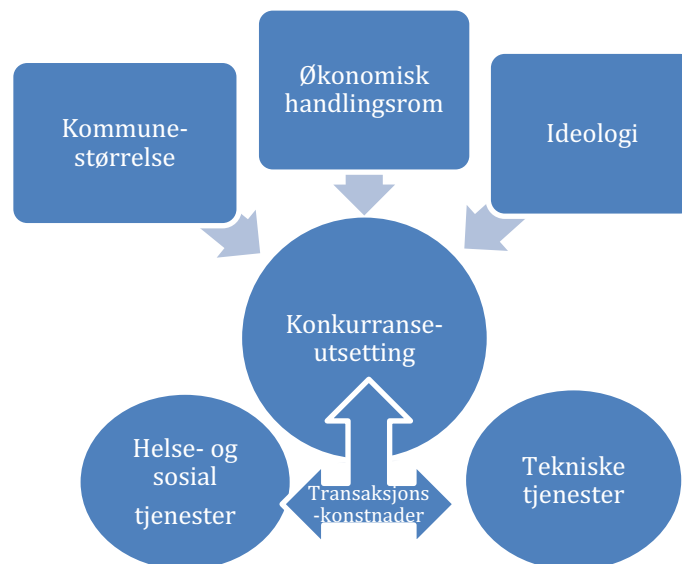 Kommune-
størrelse
Økonomisk
handlingsrom
Ideologi
Konkurranse-
utsetting
Helse- og
sosial
tjenester
Transaksjons
-konstnader
Tekniske
tjenester